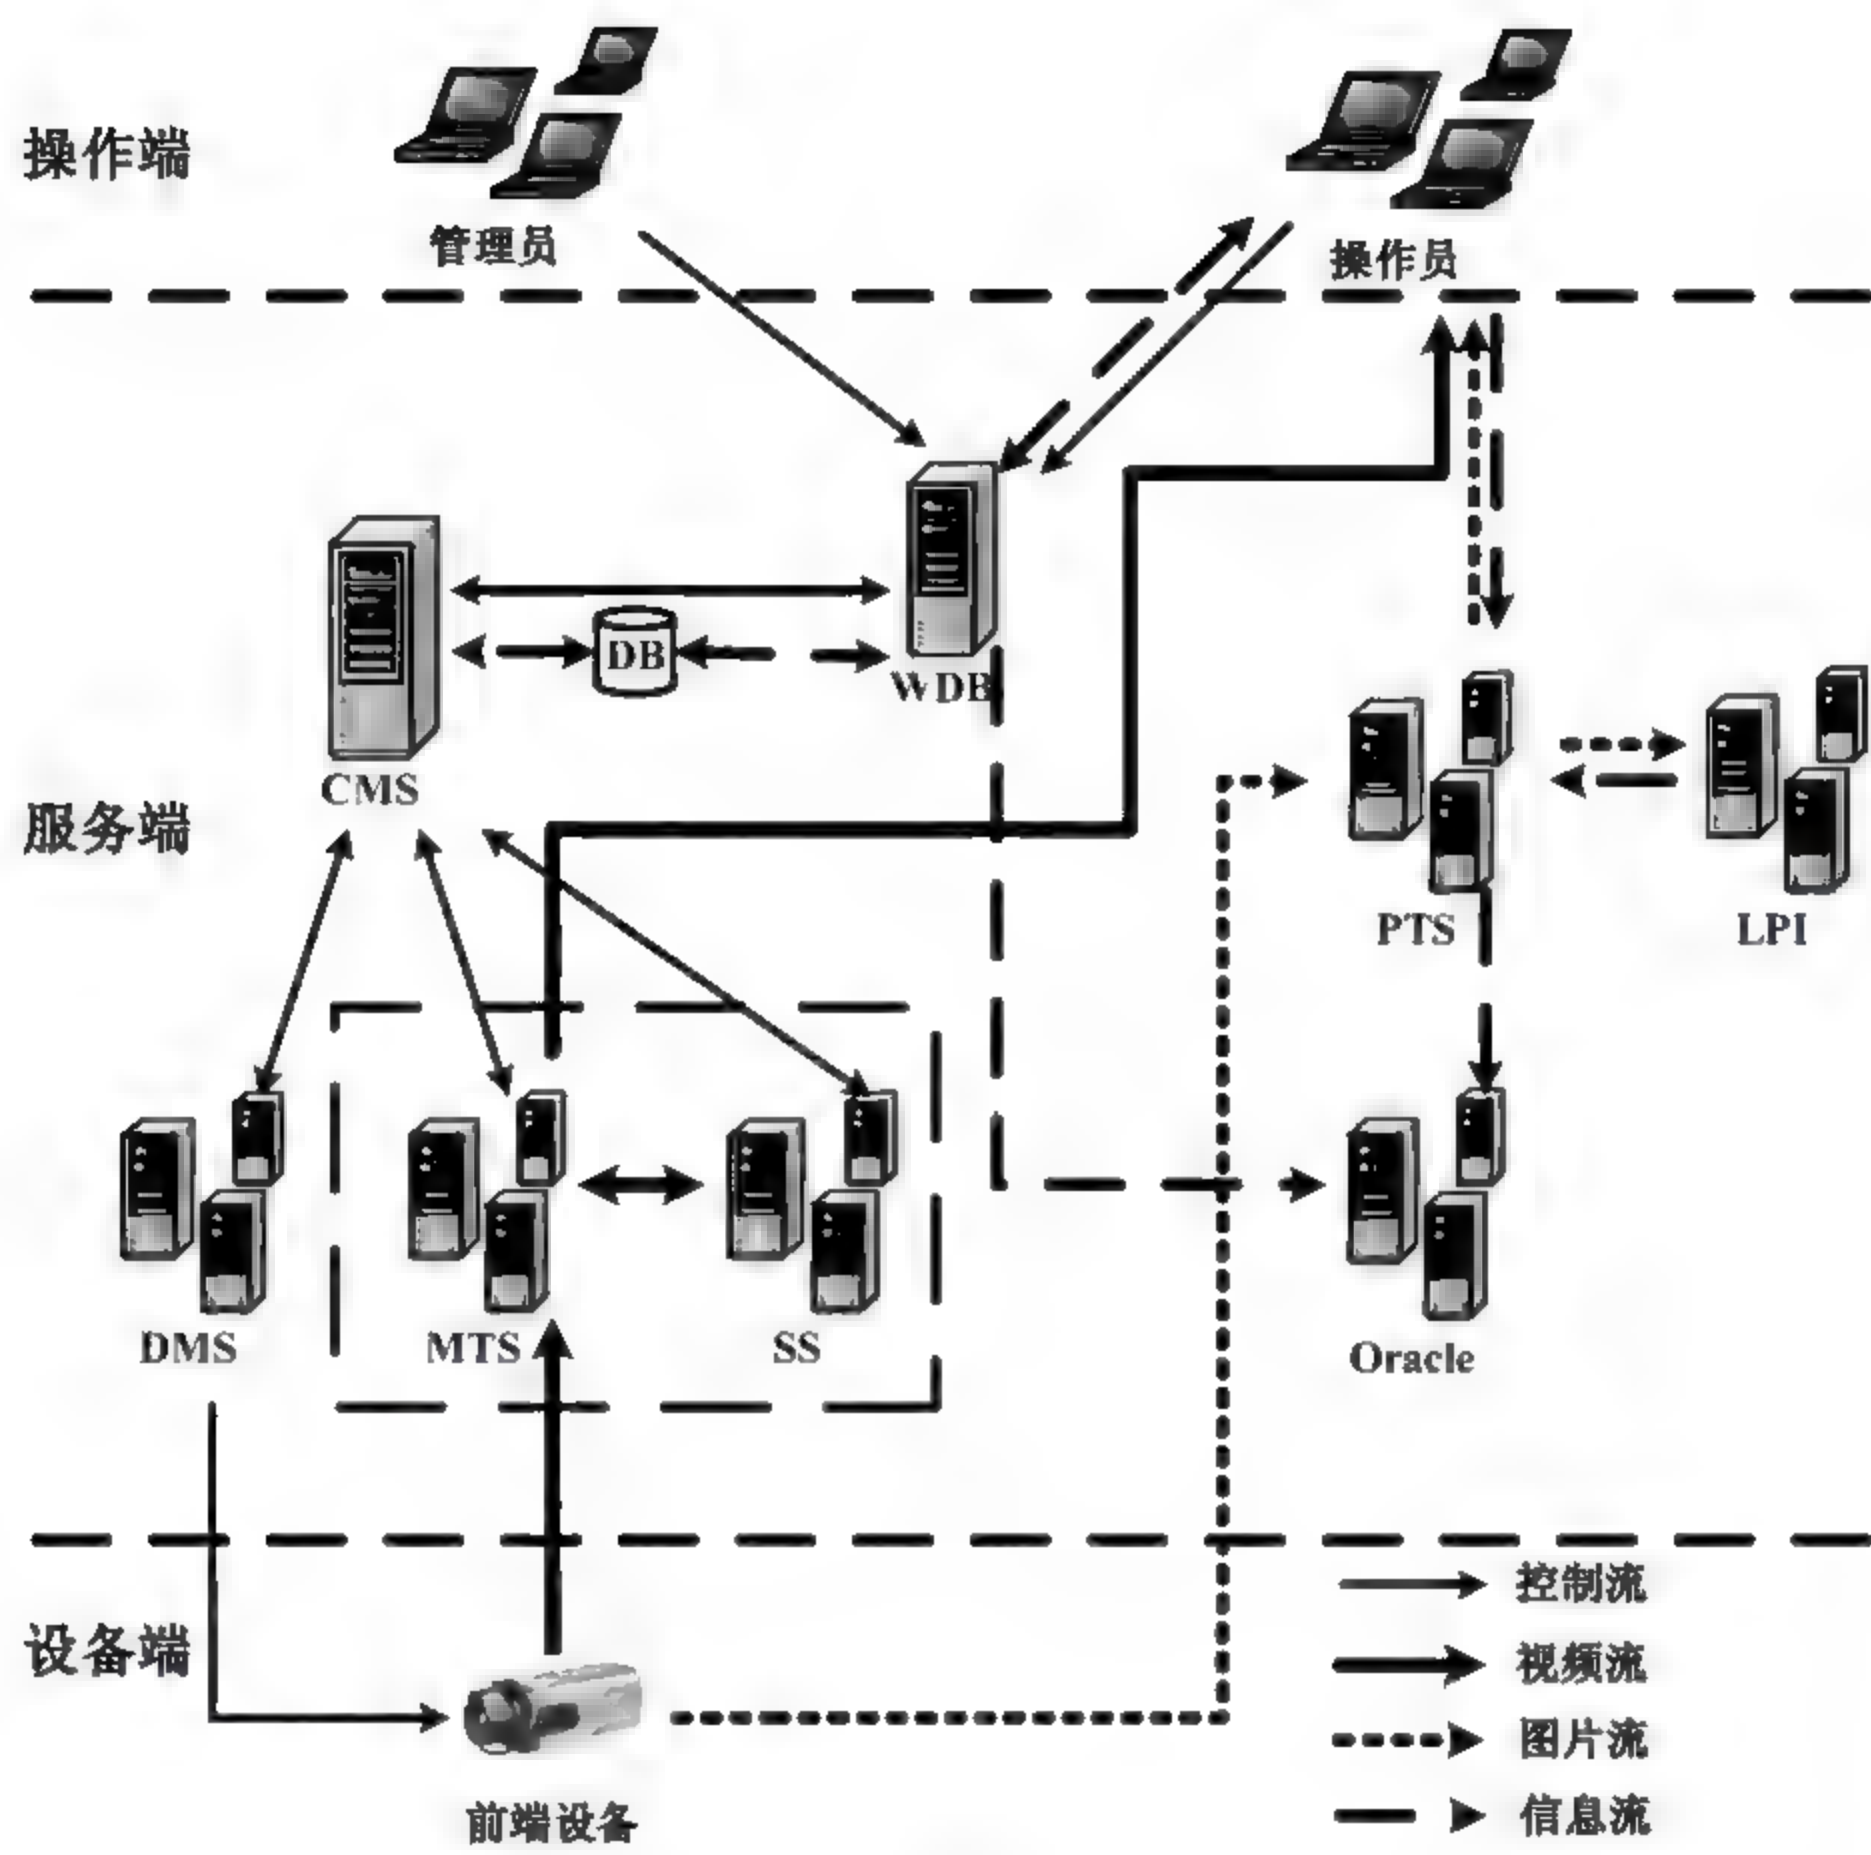 操作端
管理员
操作员
DB
WDB
CMS
服务端
PTS
LPI
DMS
MTS
SS
Oracle
设备端
控制流
视频流
图片流
信息流
前端设备